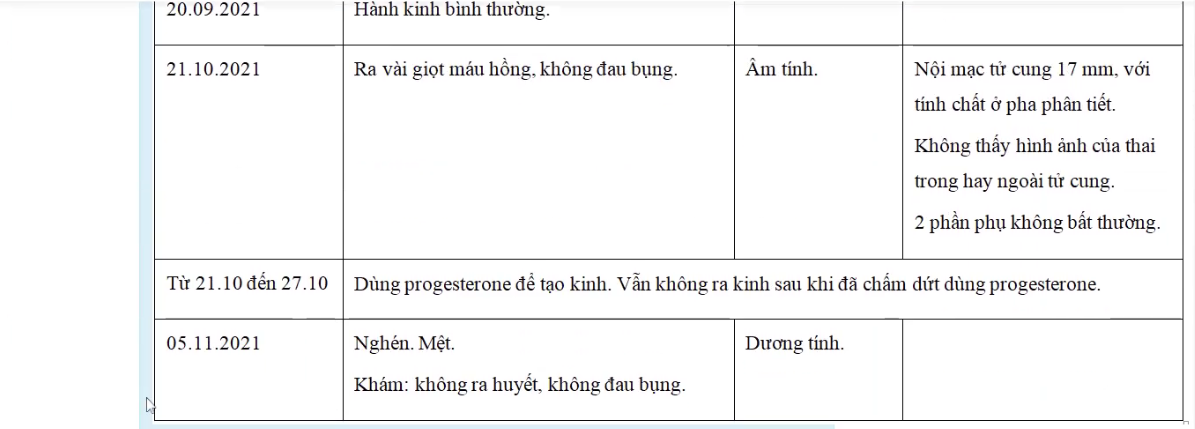 20.09.2021
Hành kinh bình thường.
21.10.2021
Ra vài giọt máu hồng, không đau bụng.
Âm tính.
Nội mạc tử cung 17 mm, với
tính chất ở pha phân tiết.
Không thấy hình ảnh của thai
trong hay ngoài tử cung.
2 phần phụ không bất thường.
Từ 21.10 đến 27.10
Dùng progesterone để tạo kinh. Vẫn không ra kinh sau khi đã chấm dứt dùng progesterone.
05.11.2021
Nghén. Mệt.
Khám: không ra huyết, không đau bụng.
Dương tính.